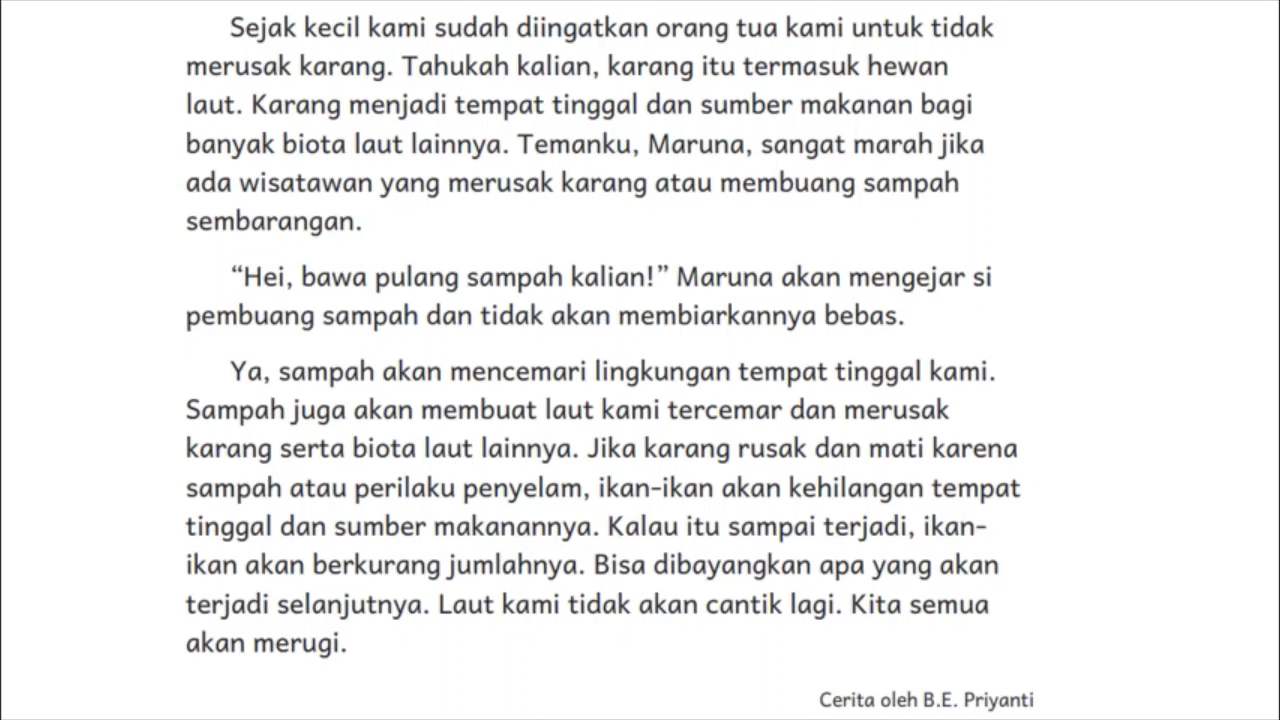 Sejak kecil kami sudah diingatkan orang tua kami untuk tidak
merusak karang. Tahukah kalian, karang itu termasuk hewan
laut. Karang menjadi tempat tinggal dan sumber makanan bagi
banyak biota laut lainnya. Temanku, Maruna, sangat marah jika
ada wisatawan yang merusak karang atau membuang sampah
sembarangan.
“Hei, bawa pulang sampah kalian!” Maruna akan mengejar si
pembuang sampah dan tidak akan membiarkannya bebas.
Ya, sampah akan mencemari lingkungan tempat tinggal kami.
Sampah juga akan membuat laut kami tercemar dan merusak
karang serta biota laut lainnya. Jika karang rusak dan mati karena
sampah atau perilaku penyelam, ikan-ikan akan kehilangan tempat
tinggal dan sumber makanannya. Kalau itu sampai terjadi, ikan-
ikan akan berkurang jumlahnya. Bisa dibayangkan apa yang akan
terjadi selanjutnya. Laut kami tidak akan cantik lagi. Kita semua
akan merugi.
Cerita oleh B.E. Priyanti